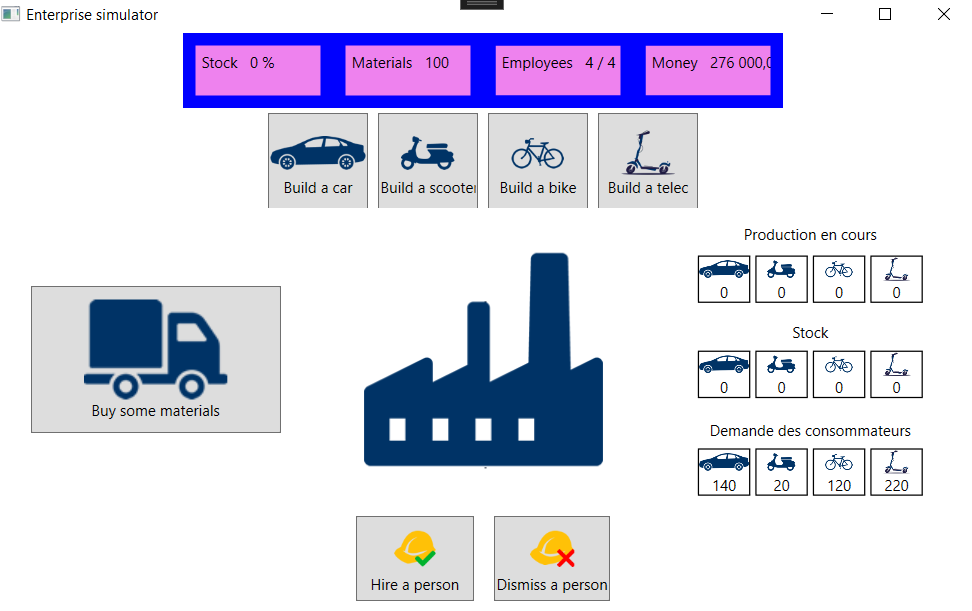 Enterprise simulator
Stock 0 % Materials 100 Employees 4 / 4 Money 276 000,0
Build a car Build a scooter Build a bike Build a telec
Production en cours
0 0 0 0
Stock
0 0 0 0
Buy some materials
Demande des consommateurs
140 20 120 220
Hire a person Dismiss a person